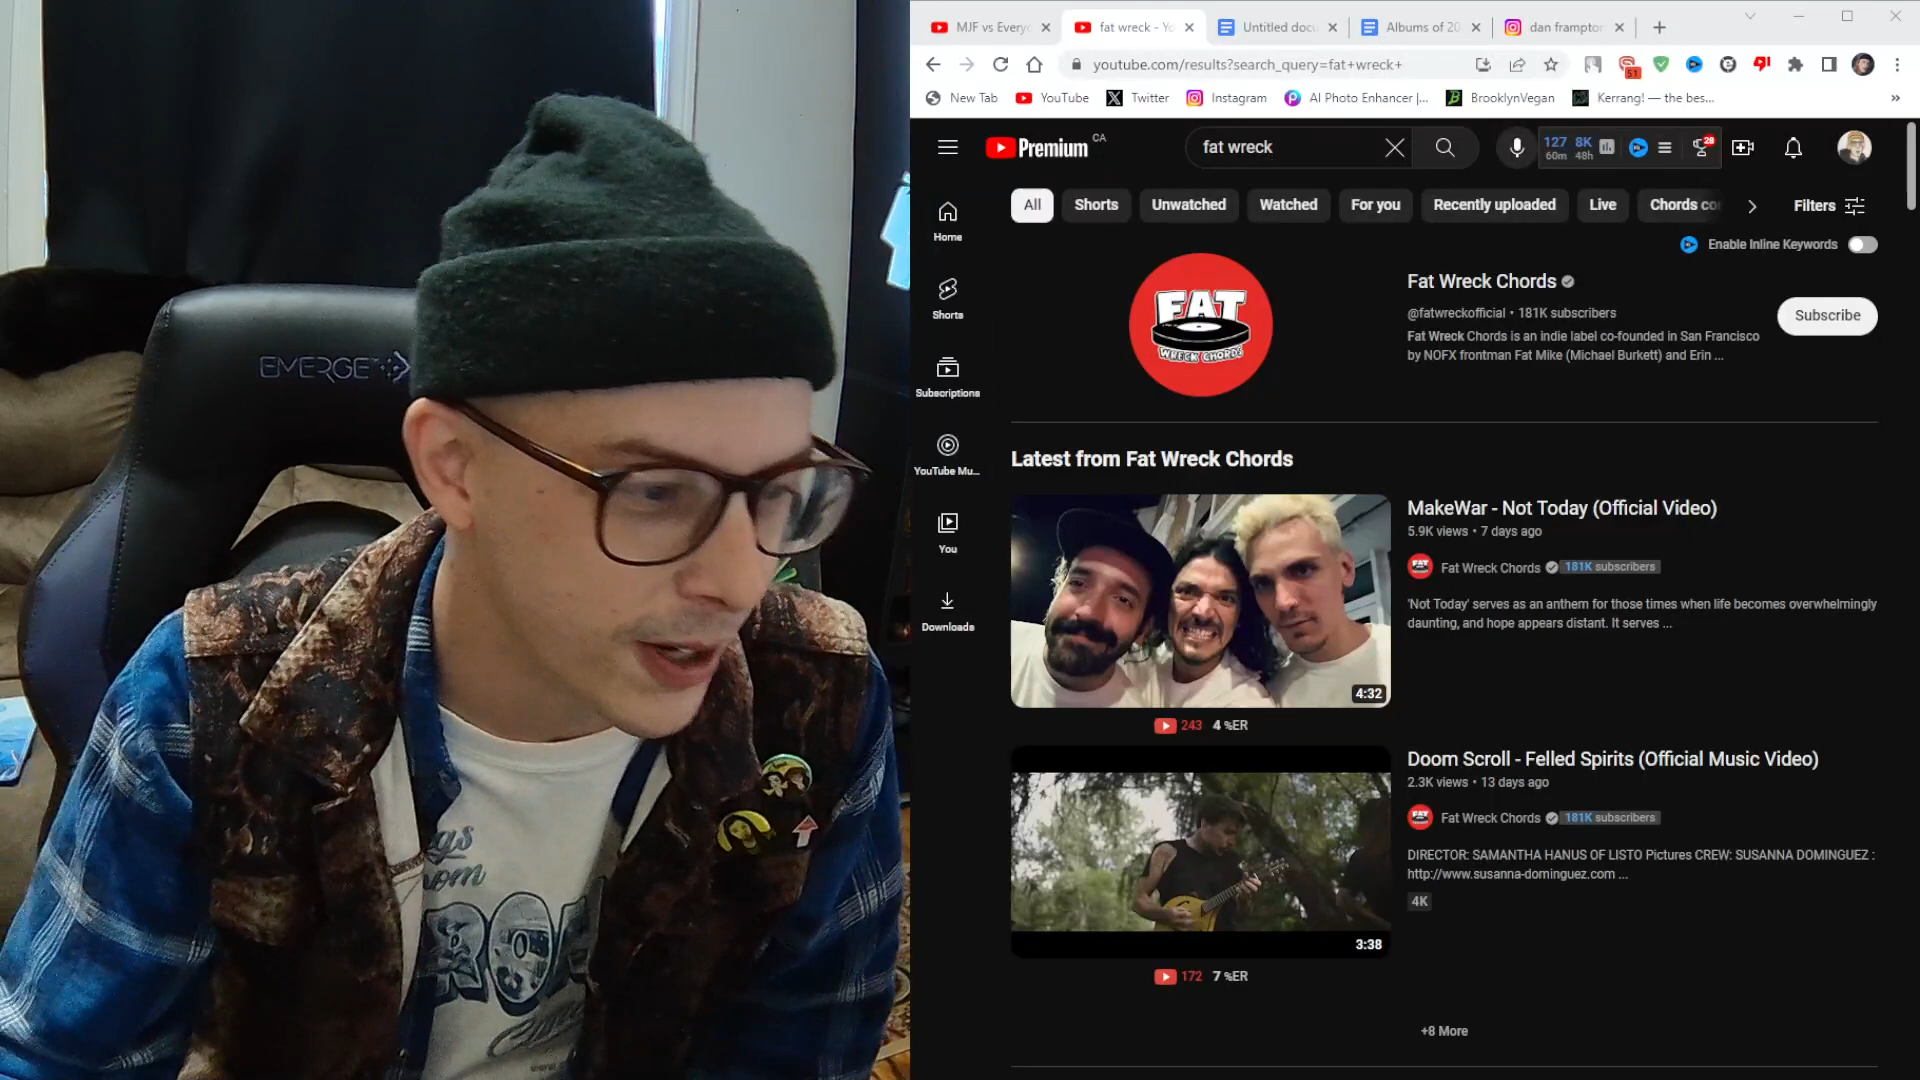 EMERGE
MJF vs Every
fat wreck - Yo
Untitled docu
Albums of 20
dan frampton
youtube.com/results?search_query=fat+wreck+
51
New Tab
YouTube
Twitter
Instagram
AI Photo Enhancer |...
BrooklynVegan
Kerrang! — the bes...
Premium
CA
fat wreck
127 8K
60m 48h
28
All
Shorts
Unwatched
Watched
For you
Recently uploaded
Live
Chords co
Filters
Enable Inline Keywords
Home
Shorts
Subscriptions
YouTube Mu...
You
Downloads
FAT
WRECK CHORDS
Fat Wreck Chords
@fatwreckofficial • 181K subscribers
Fat Wreck Chords is an indie label co-founded in San Francisco
by NOFX frontman Fat Mike (Michael Burkett) and Erin ...
Subscribe
Latest from Fat Wreck Chords
4:32
243 4 %ER
MakeWar - Not Today (Official Video)
5.9K views • 7 days ago
Fat Wreck Chords
181K subscribers
'Not Today' serves as an anthem for those times when life becomes overwhelmingly
daunting, and hope appears distant. It serves ...
3:38
172 7 %ER
Doom Scroll - Felled Spirits (Official Music Video)
2.3K views • 13 days ago
Fat Wreck Chords
181K subscribers
DIRECTOR: SAMANTHA HANUS OF LISTO Pictures CREW: SUSANNA DOMINGUEZ :
http://www.susanna-dominguez.com ...
4K
+8 More